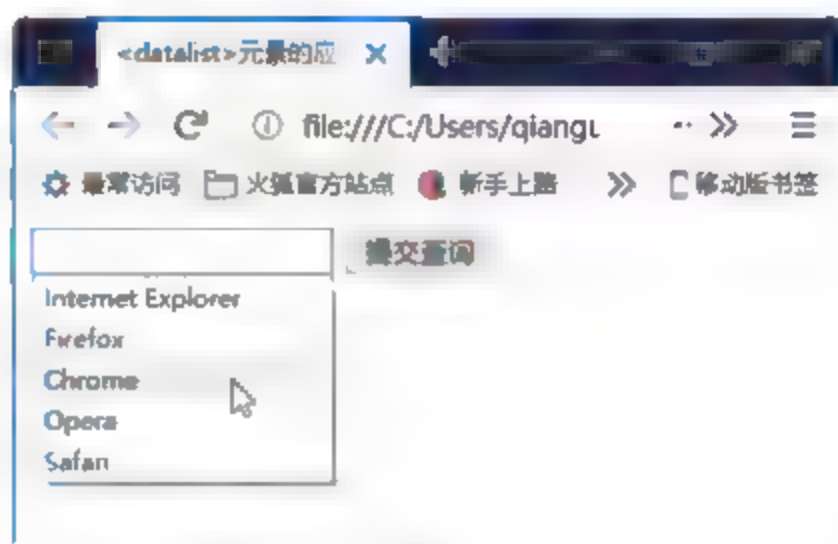 <datalist>元素的应
file:///C:/Users/qiangu
最常访问 火狐官方站点 新手上路 移动版书签
提交查询
Internet Explorer
Firefox
Chrome
Opera
Safari